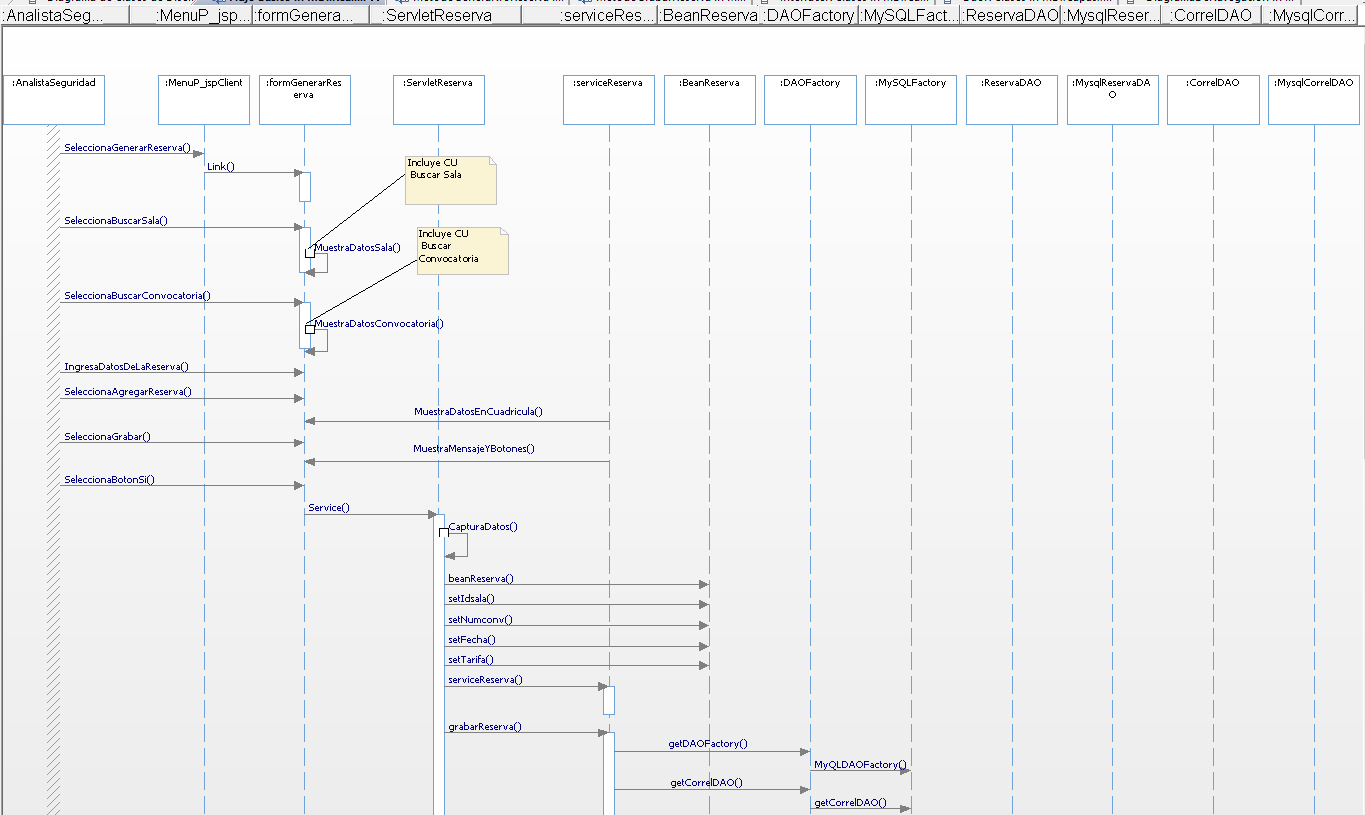 :AnalistaSeg...
:MenuP_jsp...
:formGenera...
:ServletReserva
:serviceRes...
:BeanReserva
:DAOFactory
:MySQLFact...
:ReservaDAO
:MysqlReser...
:CorrelDAO
:MysqlCorr...
:AnalistaSeguridad
:MenuP_jspClient
:formGenerarRes
erva
:ServletReserva
:serviceReserva
:BeanReserva
:DAOFactory
:MySQLFactory
:ReservaDAO
:MysqlReservaDA
O
:CorrelDAO
:MysqlCorrelDAO
SeleccionaGenerarReserva()
Link()
Incluye CU
Buscar Sala
SeleccionaBuscarSala()
MuestraDatosSala()
Incluye CU
Buscar
Convocatoria
SeleccionaBuscarConvocatoria()
MuestraDatosConvocatoria()
IngresaDatosDeLaReserva()
SeleccionaAgregarReserva()
MuestraDatosEnCuadricula()
SeleccionaGrabar()
MuestraMensajeYBotones()
SeleccionaBotonSi()
Service()
CapturaDatos()
beanReserva()
setIdsala()
setNumconv()
setFecha()
setTarifa()
serviceReserva()
grabarReserva()
getDAOFactory()
MyQLDAOFactory()
getCorrelDAO()
getCorrelDAO()